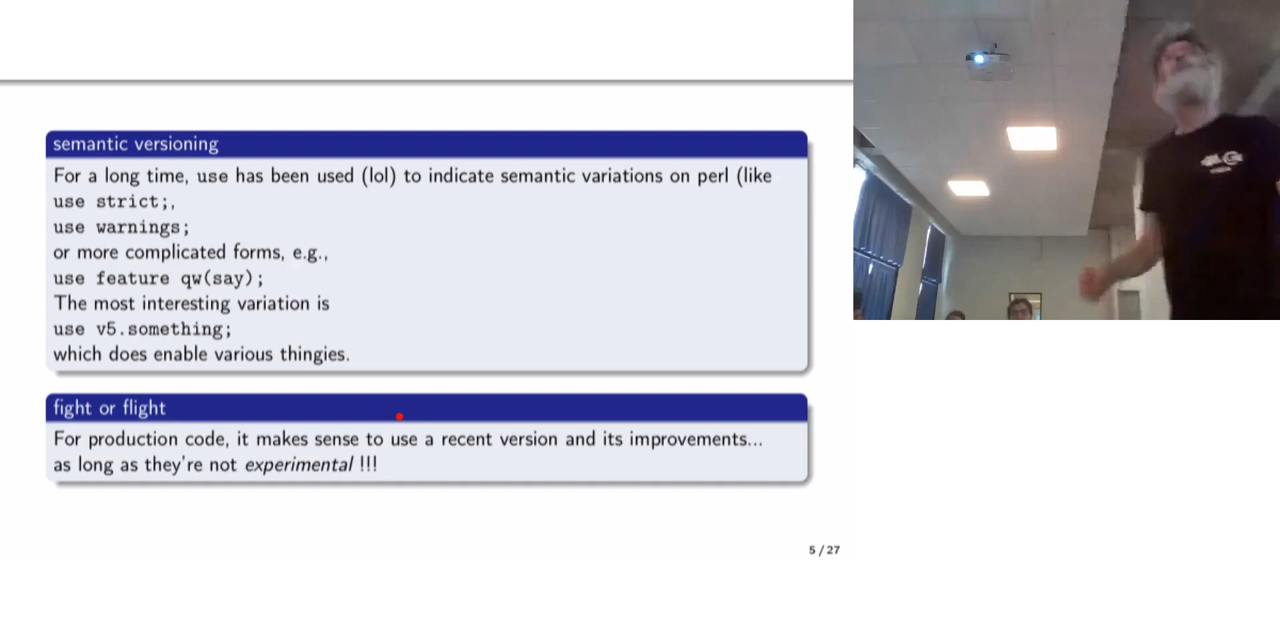 semantic versioning
For a long time, use has been used (lol) to indicate semantic variations on perl (like
use strict;,
use warnings;
or more complicated forms, e.g.,
use feature qw(say);
The most interesting variation is
use v5.something;
which does enable various thingies.
fight or flight
For production code, it makes sense to use a recent version and its improvements...
as long as they're not experimental !!!
5 / 27